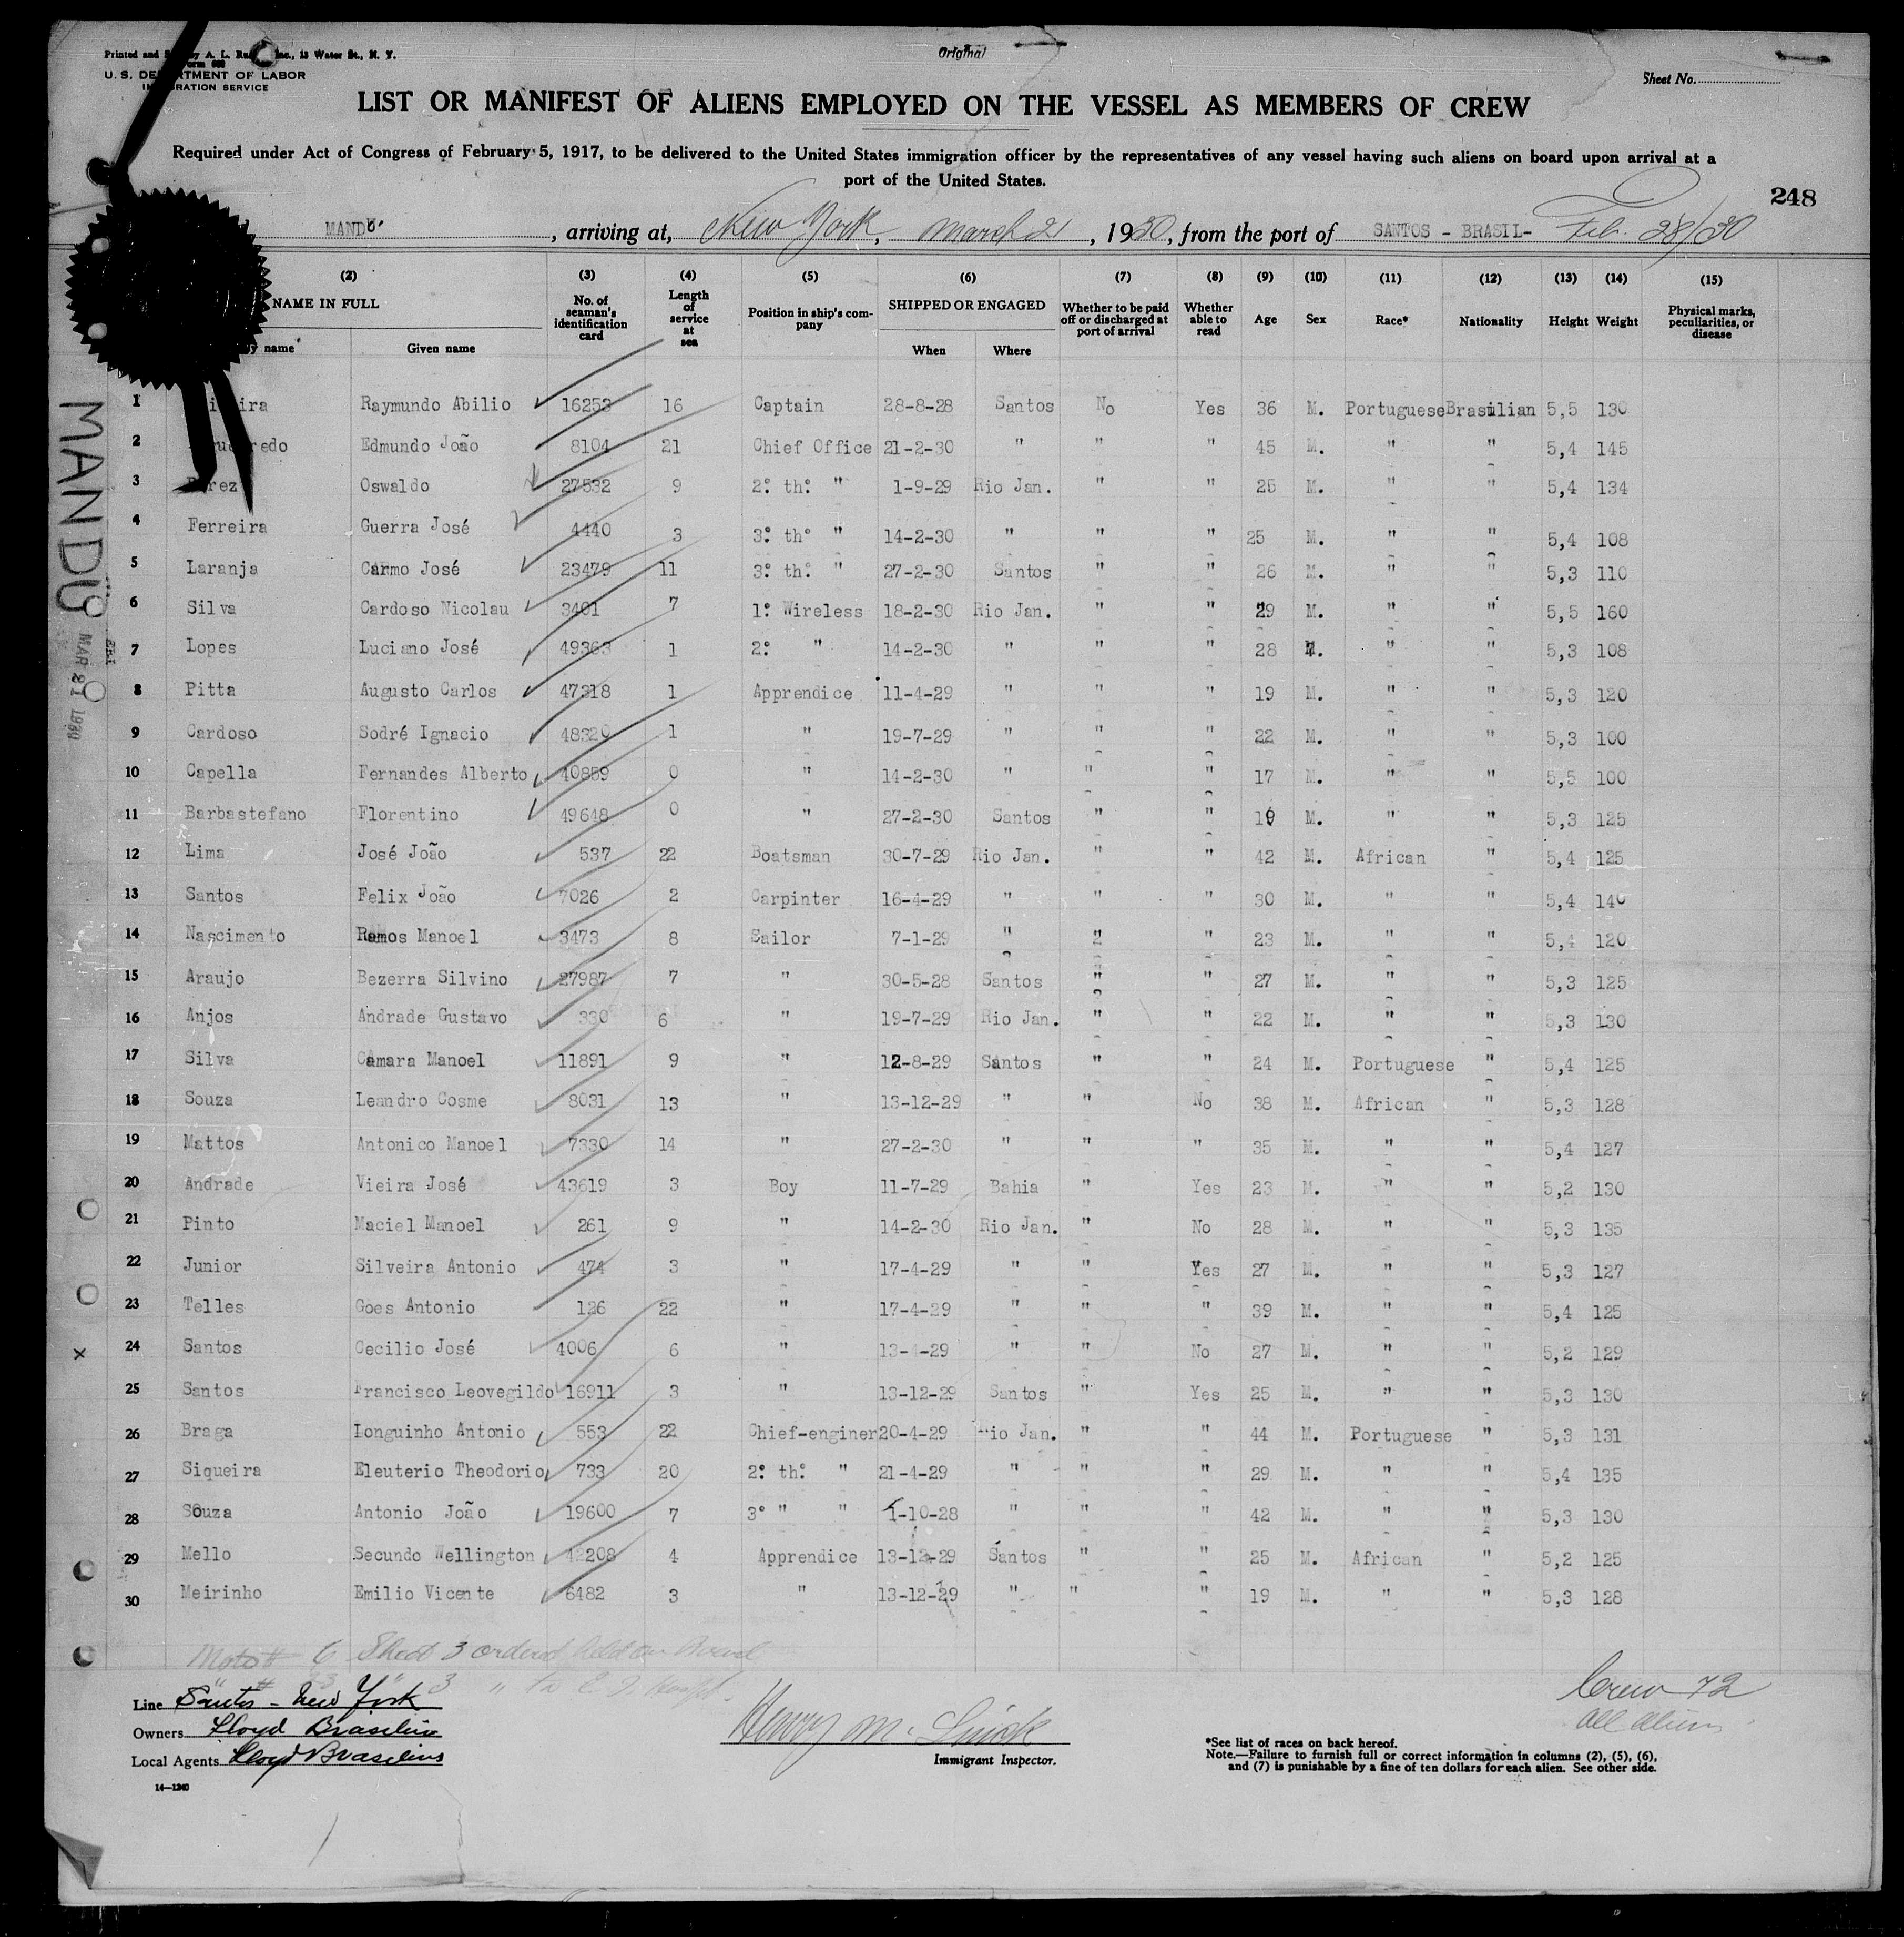 Original
Printed and
A. L.
Inc., 13 Water St., N. Y.
U. S. DEPARTMENT OF LABOR
IMMIGRATION SERVICE
Sheet No.
LIST OR MANIFEST OF ALIENS EMPLOYED ON THE VESSEL AS MEMBERS OF CREW
Required under Act of Congress of February 5, 1917, to be delivered to the United States immigration officer by the representatives of any vessel having such aliens on board upon arrival at a
port of the United States.
248
MANDÚ, arriving at, New York, March 21, 1930, from the port of SANTOS - BRASIL- Feb. 28/30
(2) (3) (4) (5) (6) (7) (8) (9) (10) (11) (12) (13) (14) (15)
NAME IN FULL No. of seaman's identification card Length of service at sea Position in ship's company SHIPPED OR ENGAGED Whether to be paid off or discharged at port of arrival Whether able to read Age Sex Race* Nationality Height Weight Physical marks, peculiarities, or disease
name Given name When Where
1 Raymundo Abilio 16253 16 Captain 28-8-28 Santos No Yes 36 M. Portuguese Brasilian 5,5 130
2 Edmundo João 8104 21 Chief Office 21-2-30 " " " 45 M. " " 5,4 145
3 Oswaldo 27532 9 2º th: " 1-9-29 Rio Jan. " " 25 M. " " 5,4 134
4 Ferreira Guerra José 4440 3 3º thº " 14-2-30 " " " 25 M. " " 5,4 108
5 Laranja Carmo José 23479 11 3º th: " 27-2-30 Santos " " 26 M. " " 5,3 110
6 Silva Cardoso Nicolau 3401 7 1º Wireless 18-2-30 Rio Jan. " " 29 M. " " 5,5 160
7 Lopes Luciano José 49363 1 2º " 14-2-30 " " " 28 M. " " 5,3 108
8 Pitta Augusto Carlos 47318 1 Apprendice 11-4-29 " " " 19 M. " " 5,3 120
9 Cardoso Sodré Ignacio 48320 1 " 19-7-29 " " " 22 M. " " 5,3 100
10 Capella Fernandes Alberto 40859 0 " 14-2-30 " " " 17 M. " " 5,5 100
11 Barbastefano Florentino 49648 0 " 27-2-30 Santos " " 19 M. " " 5,3 125
12 Lima José João 537 22 Boatsman 30-7-29 Rio Jan. " " 42 M. African " 5,4 125
13 Santos Felix João 7026 2 Carpinter 16-4-29 " " " 30 M. " " 5,4 140
14 Nascimento Ramos Manoel 3473 8 Sailor 7-1-29 " " " 23 M. " " 5,4 120
15 Araujo Bezerra Silvino 27987 7 " 30-5-28 Santos " " 27 M. " " 5,3 125
16 Anjos Andrade Gustavo 330 6 " 19-7-29 Rio Jan. " " 22 M. " " 5,3 130
17 Silva Camara Manoel 11891 9 " 12-8-29 Santos " " 24 M. Portuguese " 5,4 125
18 Souza Leandro Cosme 8031 13 " 13-12-29 " " No 38 M. African " 5,3 128
19 Mattos Antonico Manoel 7330 14 " 27-2-30 " " " 35 M. " " 5,4 127
20 Andrade Vieira José 43619 3 Boy 11-7-29 Bahia " Yes 23 M. " " 5,2 130
21 Pinto Maciel Manoel 261 9 " 14-2-30 Rio Jan. " No 28 M. " " 5,3 135
22 Junior Silveira Antonio 474 3 " 17-4-29 " " Yes 27 M. " " 5,3 127
23 Telles Goes Antonio 126 22 " 17-4-29 " " " 39 M. " " 5,4 125
24 Santos Cecilio José 4006 6 " 13-4-29 " " No 27 M. " " 5,2 129
25 Santos Francisco Leovegildo 16911 3 " 13-12-29 Santos " Yes 25 M. " " 5,3 130
26 Braga Longuinho Antonio 553 22 Chief-enginer 20-4-29 Rio Jan. " " 44 M. Portuguese " 5,3 131
27 Siqueira Eleuterio Theodorio 733 20 2º th: " 21-4-29 " " " 29 M. " " 5,4 135
28 Souza Antonio João 19600 7 3º " " 1-10-28 " " " 42 M. " " 5,3 130
29 Mello Secundo Wellington 42208 4 Apprendice 13-12-29 Santos " " 25 M. African " 5,2 125
30 Meirinho Emilio Vicente 6482 3 " 13-12-29 " " " 19 M. " " 5,3 128
MANDÚ
MAR 21 1930
6 Sheet 3 ordered held on Board
Line Santos - New York
Owners Lloyd Brasileiro
Local Agents Lloyd Brasileiro
14—1240
Henry M.
Immigrant Inspector.
Crew 72
all aliens
*See list of races on back hereof.
Note.—Failure to furnish full or correct information in columns (2), (5), (6),
and (7) is punishable by a fine of ten dollars for each alien. See other side.